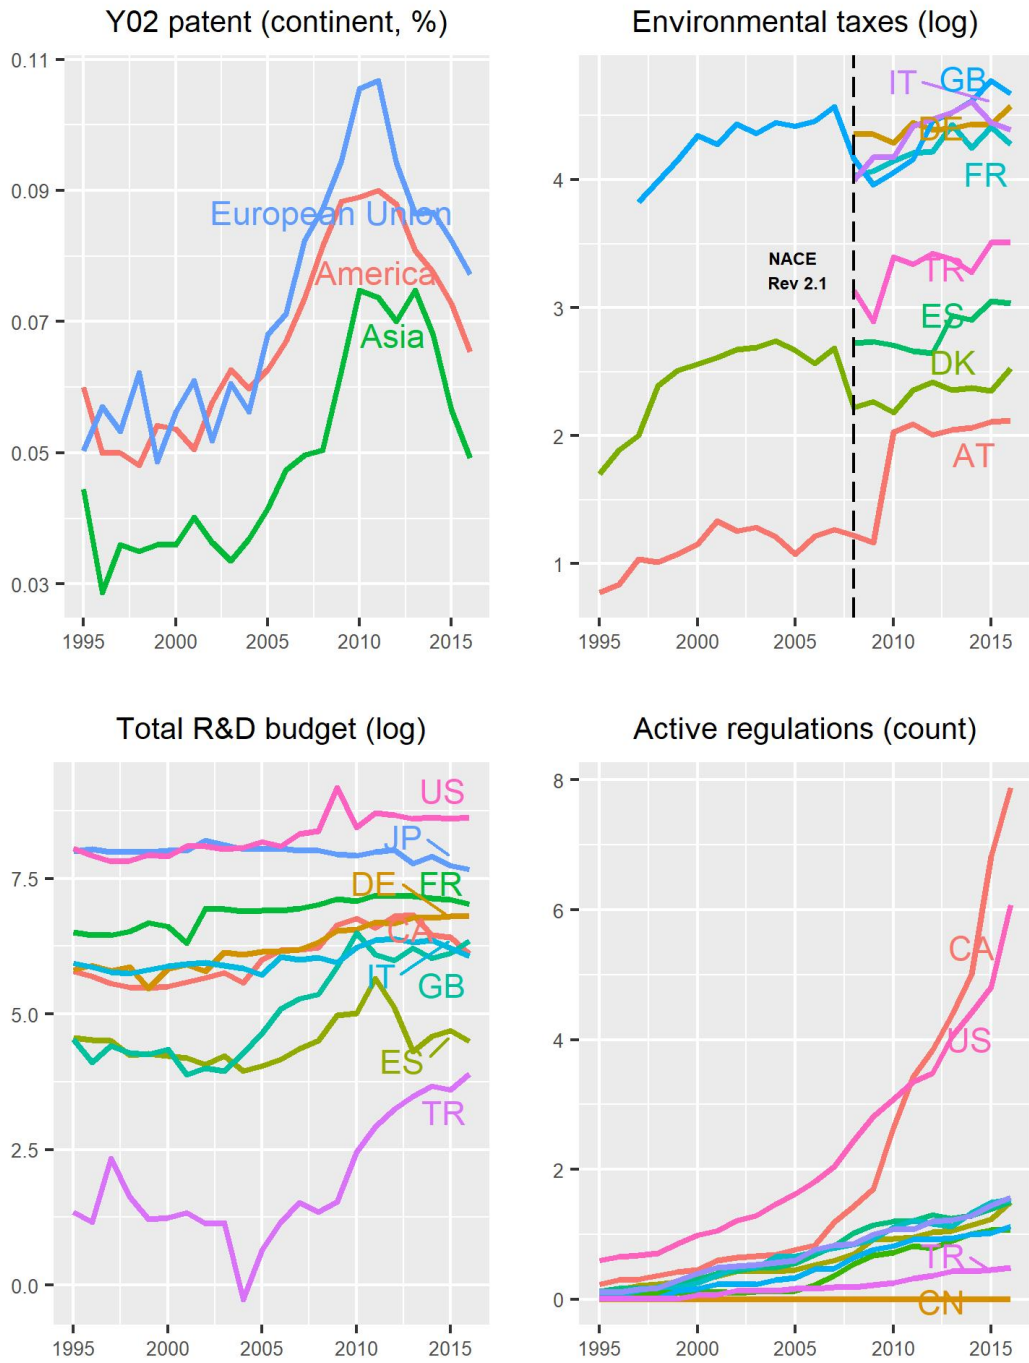 Y02 patent (continent, %)
0.11
0.09
0.07
0.05
0.03
European Union
America
Asia
1995 2000 2005 2010 2015
Environmental taxes (log)
4
3
2
1
IT
GB
DE
FR
NACE
Rev 2.1
TR
ES
DK
AT
1995 2000 2005 2010 2015
Total R&D budget (log)
7.5
5.0
2.5
0.0
US
JP
DE FR
CA
IT GB
ES
TR
1995 2000 2005 2010 2015
Active regulations (count)
8
6
4
2
0
CA
US
TR
CN
1995 2000 2005 2010 2015